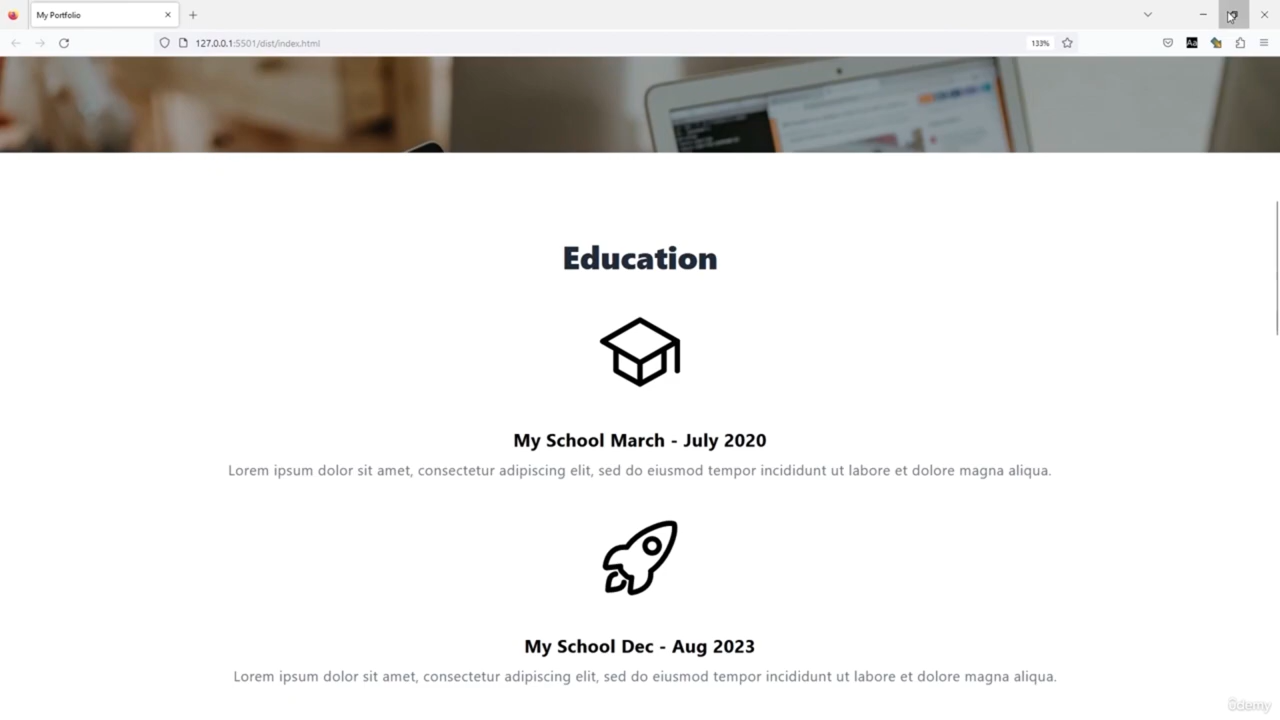 My Portfolio
127.0.0.1:5501/dist/index.html
133%
Aa
Education
My School March - July 2020
Lorem ipsum dolor sit amet, consectetur adipiscing elit, sed do eiusmod tempor incididunt ut labore et dolore magna aliqua.
My School Dec - Aug 2023
Lorem ipsum dolor sit amet, consectetur adipiscing elit, sed do eiusmod tempor incididunt ut labore et dolore magna aliqua.
ûdemy